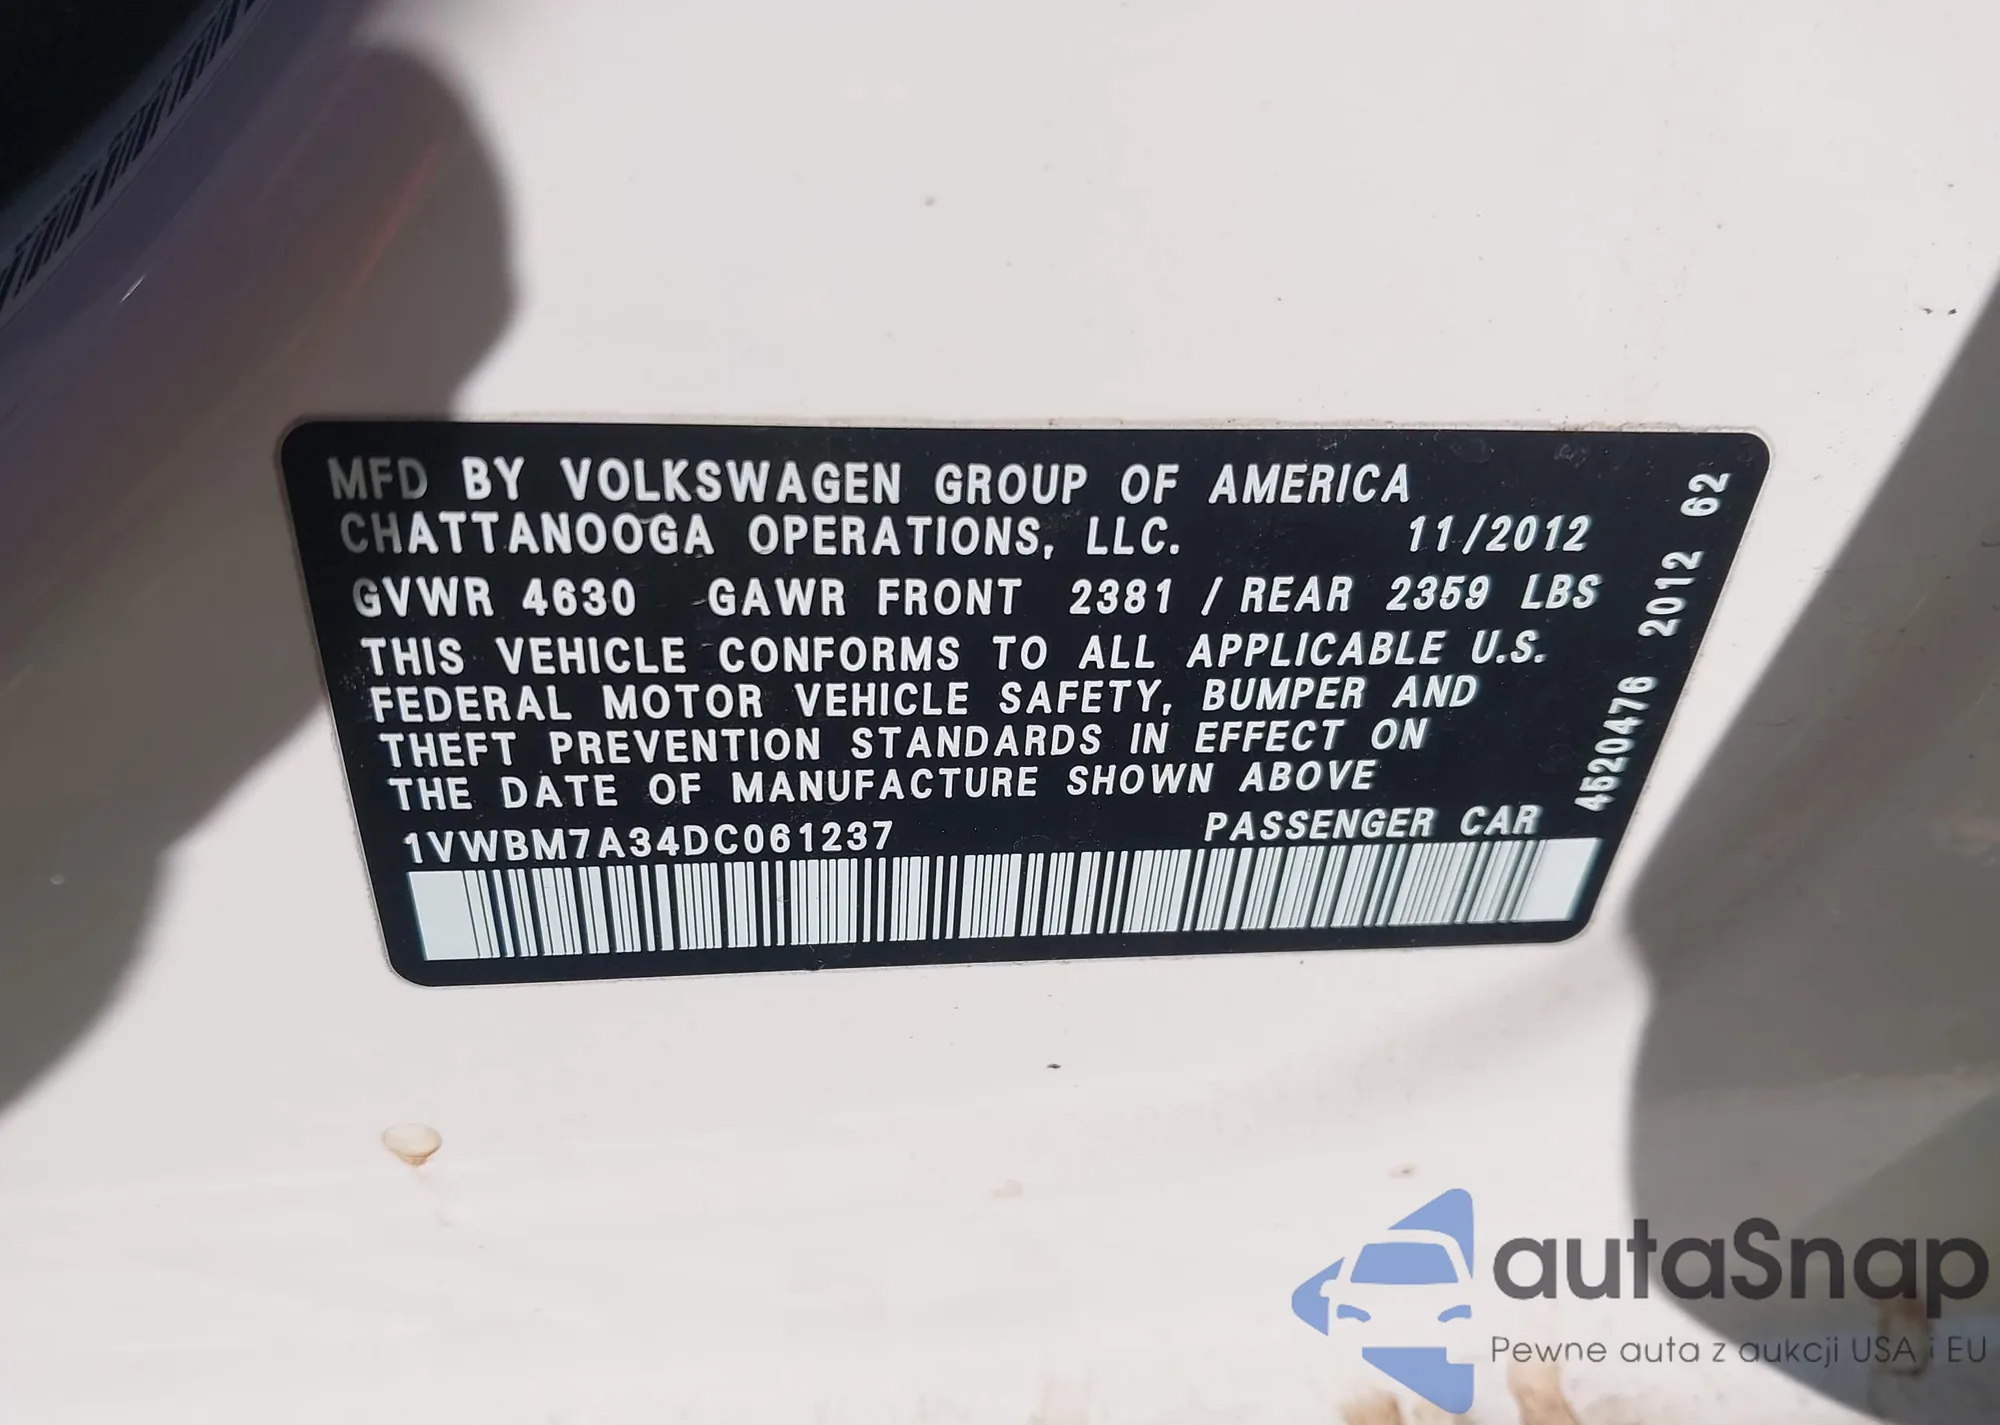 MFD BY VOLKSWAGEN GROUP OF AMERICA
CHATTANOOGA OPERATIONS, LLC. 11/2012
GVWR 4630 GAWR FRONT 2381 / REAR 2359 LBS
THIS VEHICLE CONFORMS TO ALL APPLICABLE U.S.
FEDERAL MOTOR VEHICLE SAFETY, BUMPER AND
THEFT PREVENTION STANDARDS IN EFFECT ON
THE DATE OF MANUFACTURE SHOWN ABOVE
1VWBM7A34DC061237 PASSENGER CAR
4520476 2012 62
autaSnap
Pewne auta z aukcji USA i EU